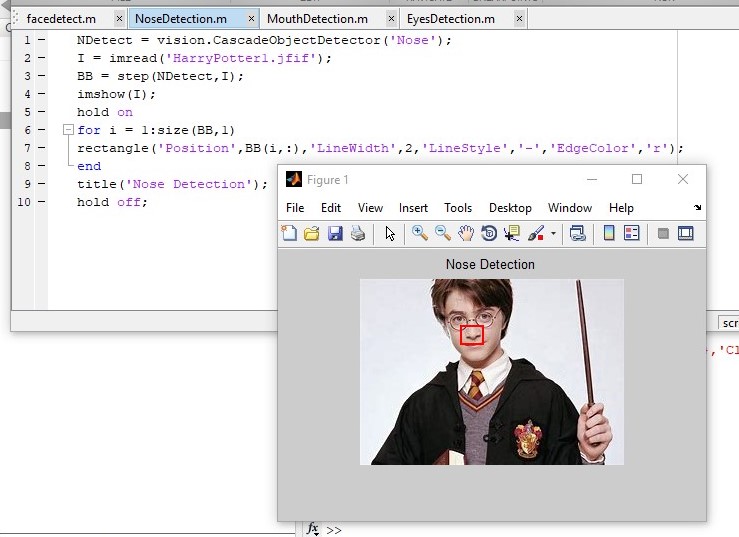 facedetect.m × NoseDetection.m × MouthDetection.m × EyesDetection.m ×
1 – NDetect = vision.CascadeObjectDetector('Nose');
2 – I = imread('HarryPotter1.jfif');
3 – BB = step(NDetect,I);
4 – imshow(I);
5 – hold on
6 – for i = 1:size(BB,1)
7 – rectangle('Position',BB(i,:),'LineWidth',2,'LineStyle','-','EdgeColor','r');
8 – end
9 – title('Nose Detection');
10 – hold off;
Figure 1
File Edit View Insert Tools Desktop Window Help
Nose Detection
scr
,'Cl
fx >>